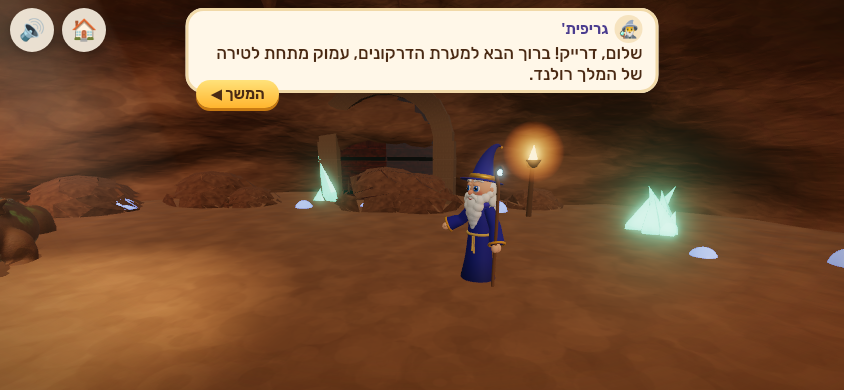 גריפית'
שלום, דרייק! ברוך הבא למערת הדרקונים, עמוק מתחת לטירה
של המלך רולנד.
המשך ◀